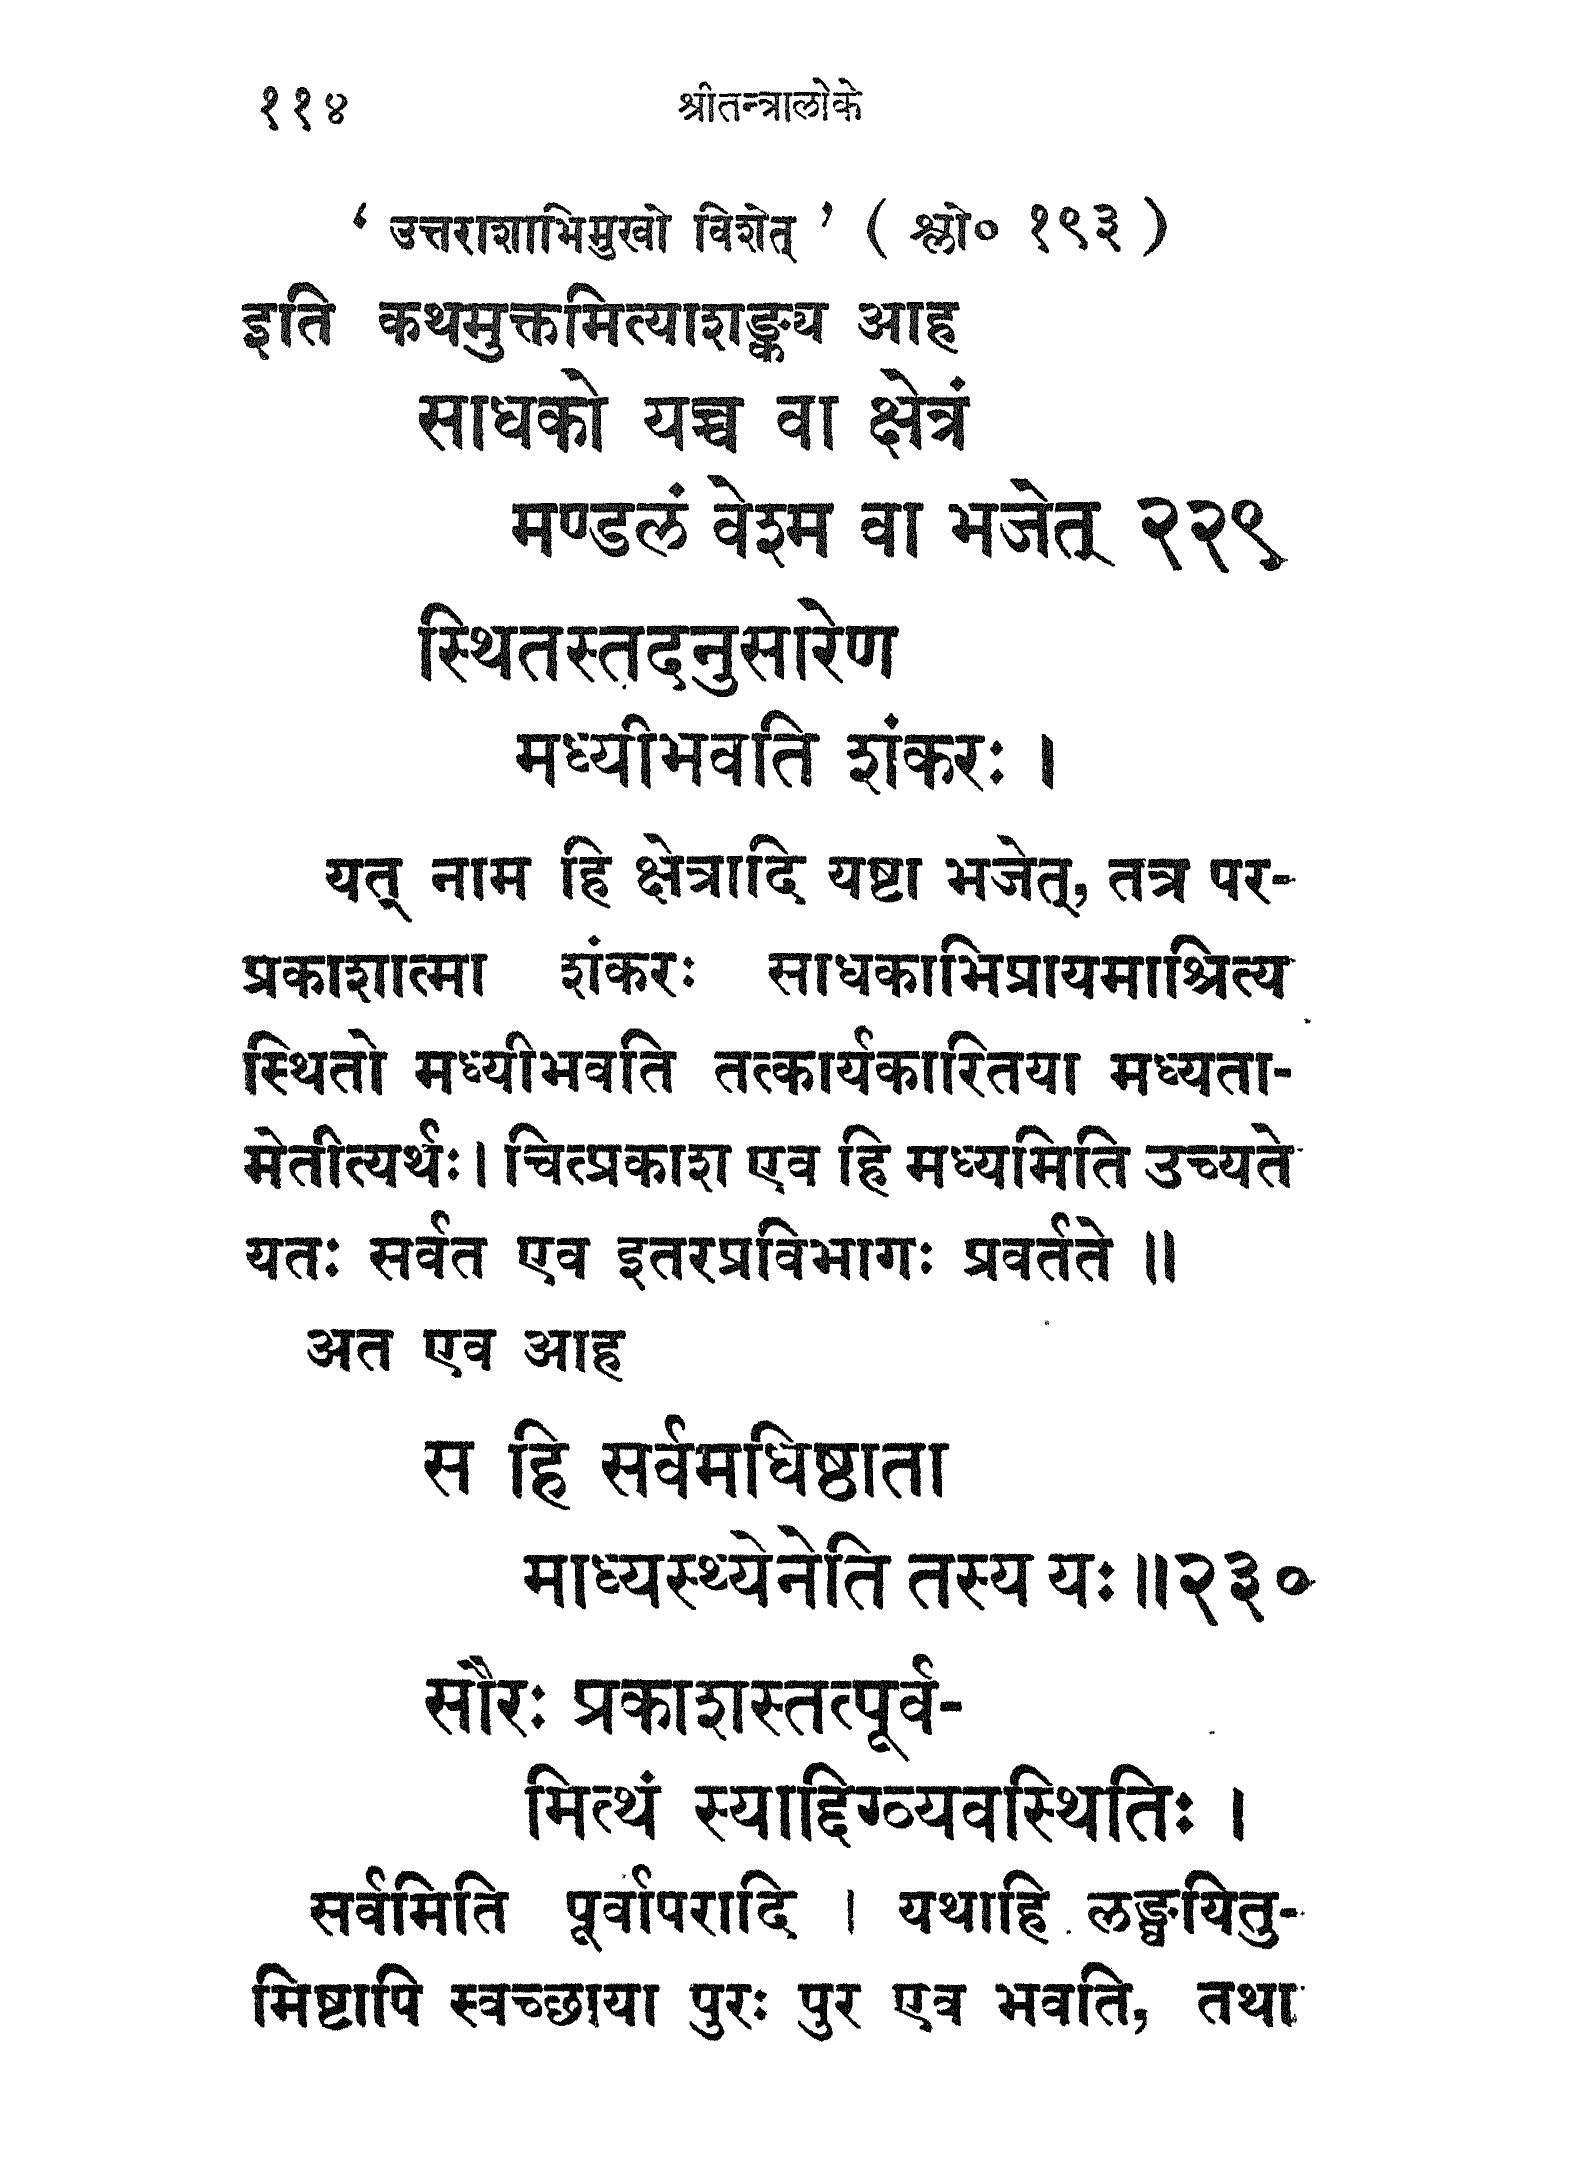 ११४ श्रीतन्त्रालोके
‘ उत्तराशाभिमुखो विशेत् ’ ( श्लो० १९३ )
इति कथमुक्तमित्याशङ्क्य आह
साधको यच्च वा क्षेत्रं
मण्डलं वेश्म वा भजेत् २२९
स्थितस्तदनुसारेण
मध्यीभवति शंकरः ।
यत् नाम हि क्षेत्रादि यष्टा भजेत्, तत्र पर-
प्रकाशात्मा शंकरः साधकाभिप्रायमाश्रित्य
स्थितो मध्यीभवति तत्कार्यकारितया मध्यता-
मेतीत्यर्थः। चित्प्रकाश एव हि मध्यमिति उच्यते
यतः सर्वत एव इतरप्रविभागः प्रवर्तते ॥
अत एव आह
स हि सर्वमधिष्ठाता
माध्यस्थ्येनेति तस्य यः॥२३०
सौरः प्रकाशस्तत्पूर्व-
मित्थं स्याद्दिग्व्यवस्थितिः ।
सर्वमिति पूर्वापरादि । यथाहि लङ्घयितु-
मिष्टापि स्वच्छाया पुरः पुर एव भवति, तथा